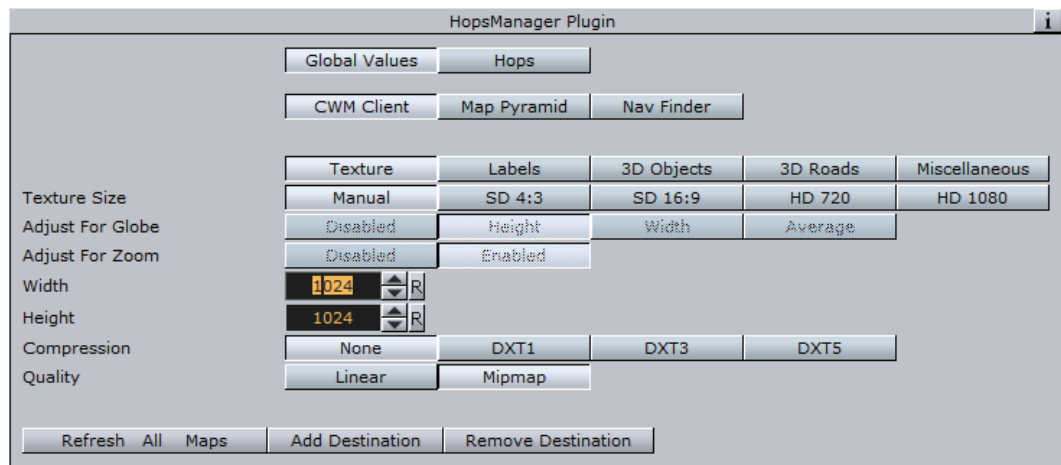 HopsManager Plugin i
Global Values Hops
CWM Client Map Pyramid Nav Finder
Texture Labels 3D Objects 3D Roads Miscellaneous
Texture Size Manual SD 4:3 SD 16:9 HD 720 HD 1080
Adjust For Globe Disabled Height Width Average
Adjust For Zoom Disabled Enabled
Width 1024 R
Height 1024 R
Compression None DXT1 DXT3 DXT5
Quality Linear Mipmap
Refresh All Maps Add Destination Remove Destination